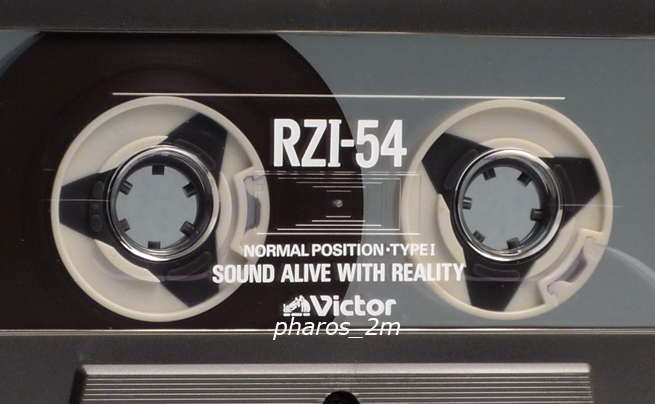 RZI-54
NORMAL POSITION·TYPE I
SOUND ALIVE WITH REALITY
Victor
pharos_2m